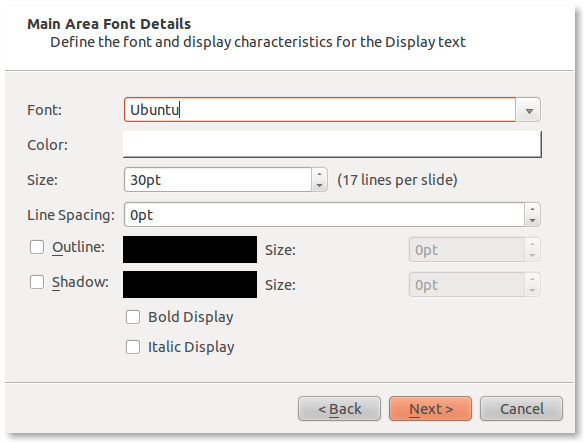 Main Area Font Details
Define the font and display characteristics for the Display text
Font: Ubuntu
Color:
Size: 30pt (17 lines per slide)
Line Spacing: 0pt
Outline: Size: 0pt
Shadow: Size: 0pt
Bold Display
Italic Display
< Back Next > Cancel